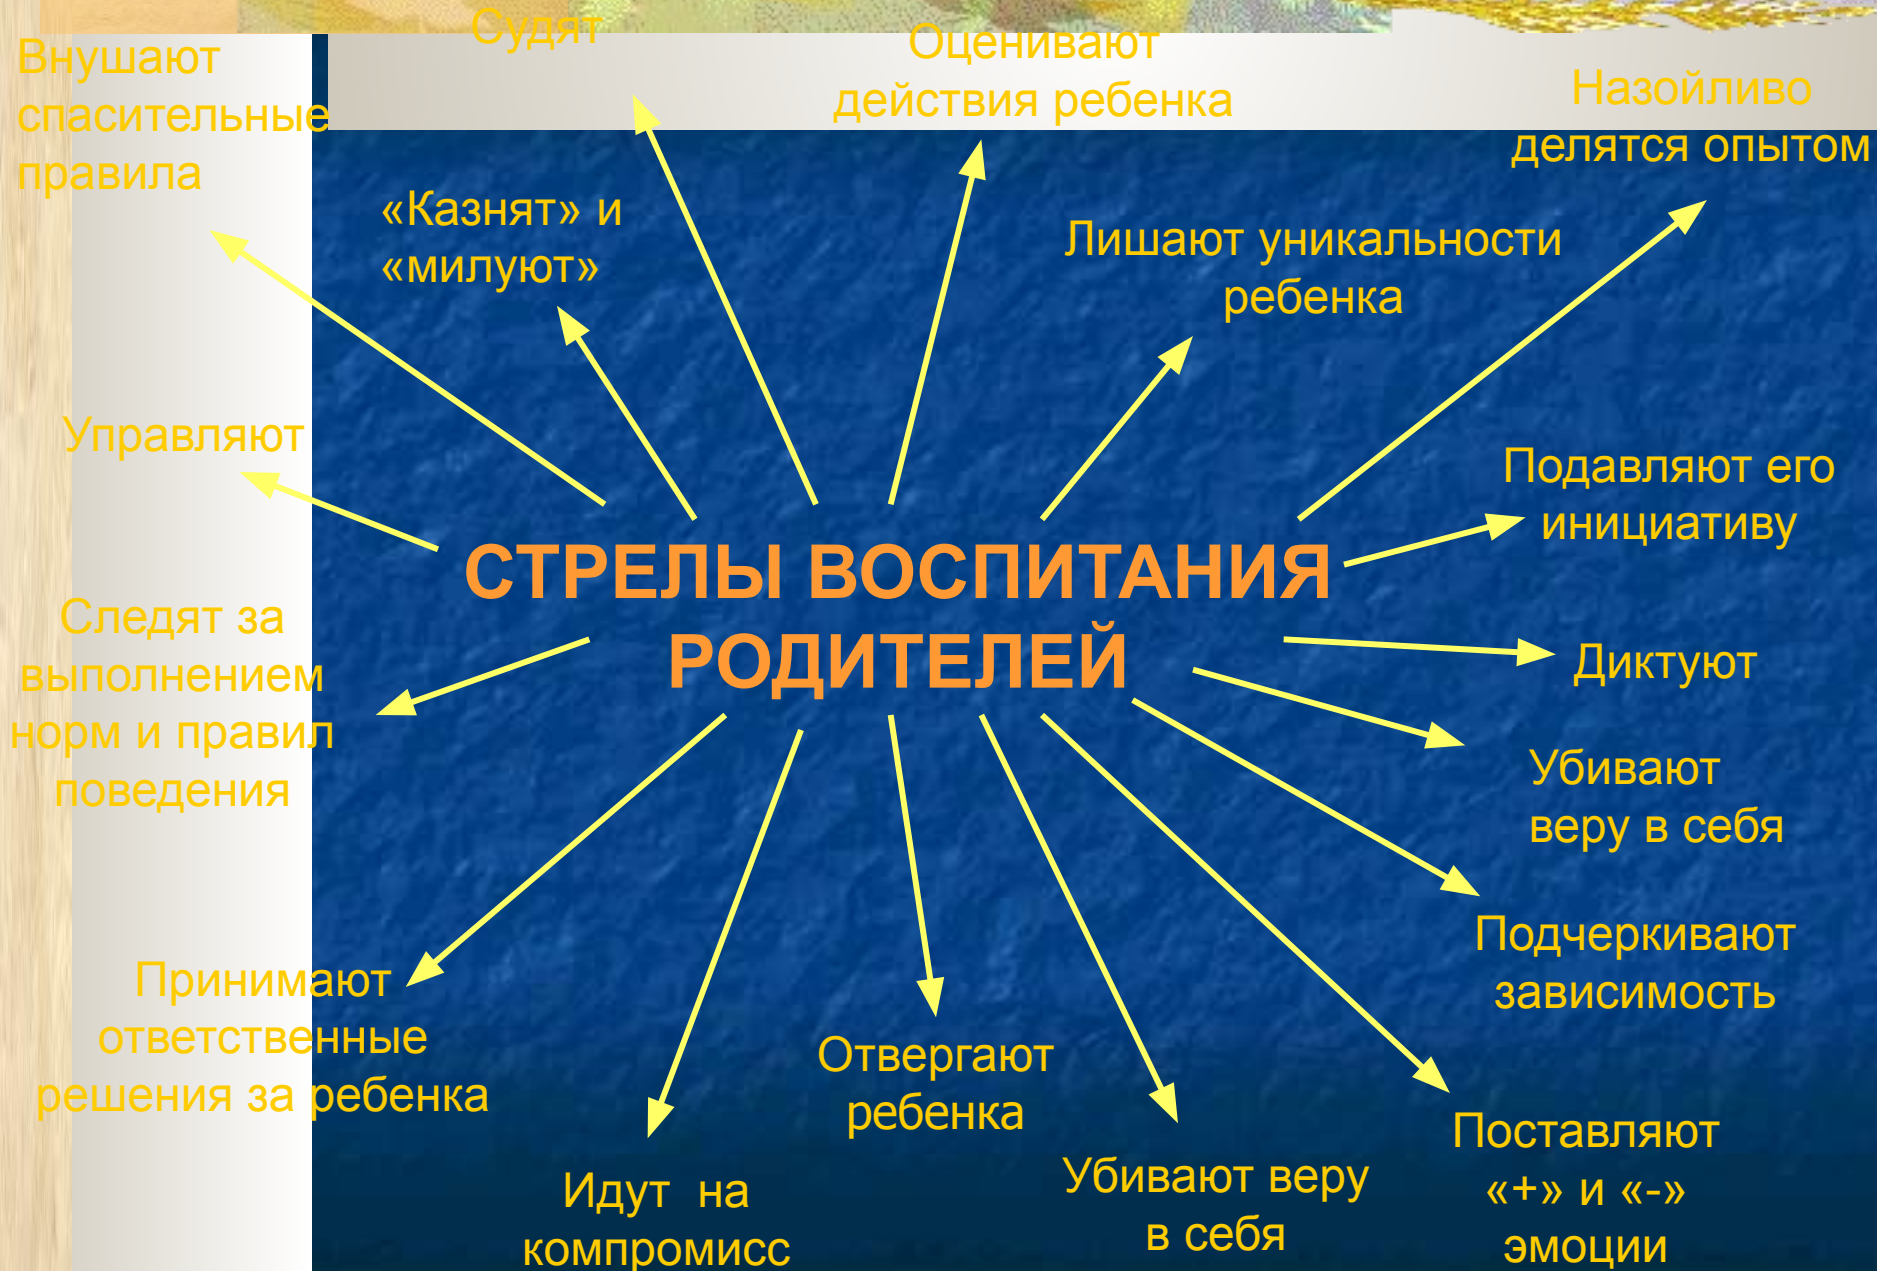 Судят
Внушают
спасительные
правила
Оценивают
действия ребенка
Назойливо
делятся опытом
«Казнят» и
«милуют»
Лишают уникальности
ребенка
Управляют
Подавляют его
инициативу
СТРЕЛЫ ВОСПИТАНИЯ
РОДИТЕЛЕЙ
Следят за
выполнением
норм и правил
поведения
Диктуют
Убивают
веру в себя
Подчеркивают
зависимость
Принимают
ответственные
решения за ребенка
Отвергают
ребенка
Идут  на
компромисс
Убивают веру
в себя
Поставляют
«+» и «-»
эмоции